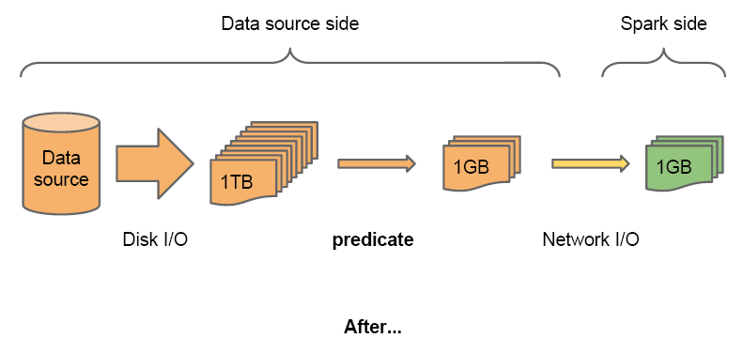 Data source side
Spark side
Data
source
1TB
1GB
1GB
Disk I/O
predicate
Network I/O
After...